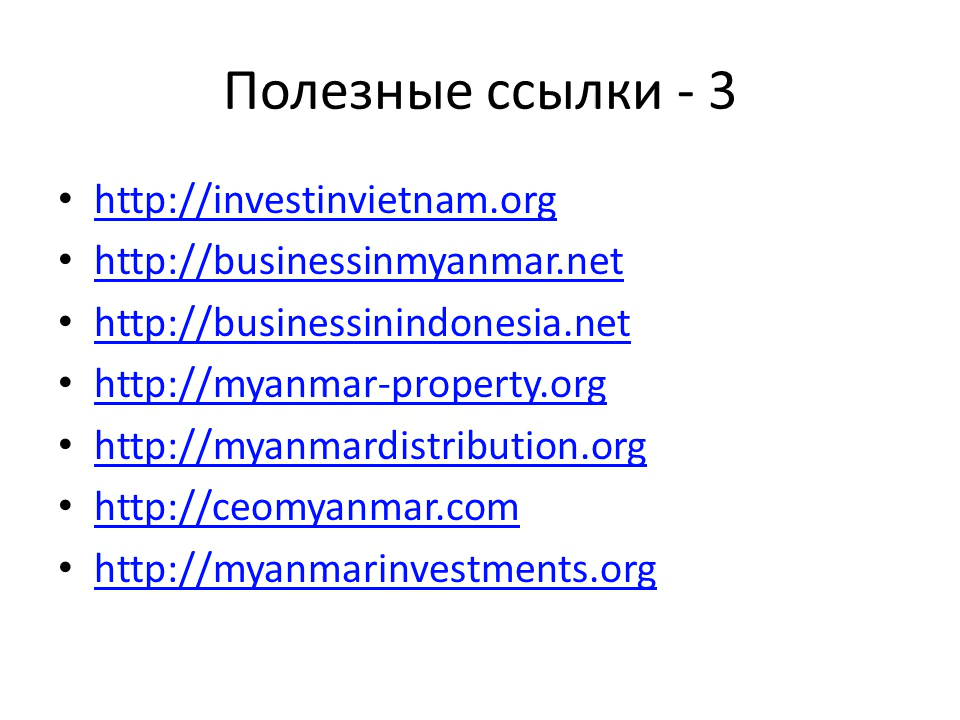 Полезные ссылки - 3
• http://investinvietnam.org
• http://businessinmyanmar.net
• http://businessinindonesia.net
• http://myanmar-property.org
• http://myanmardistribution.org
• http://ceomyanmar.com
• http://myanmarinvestments.org